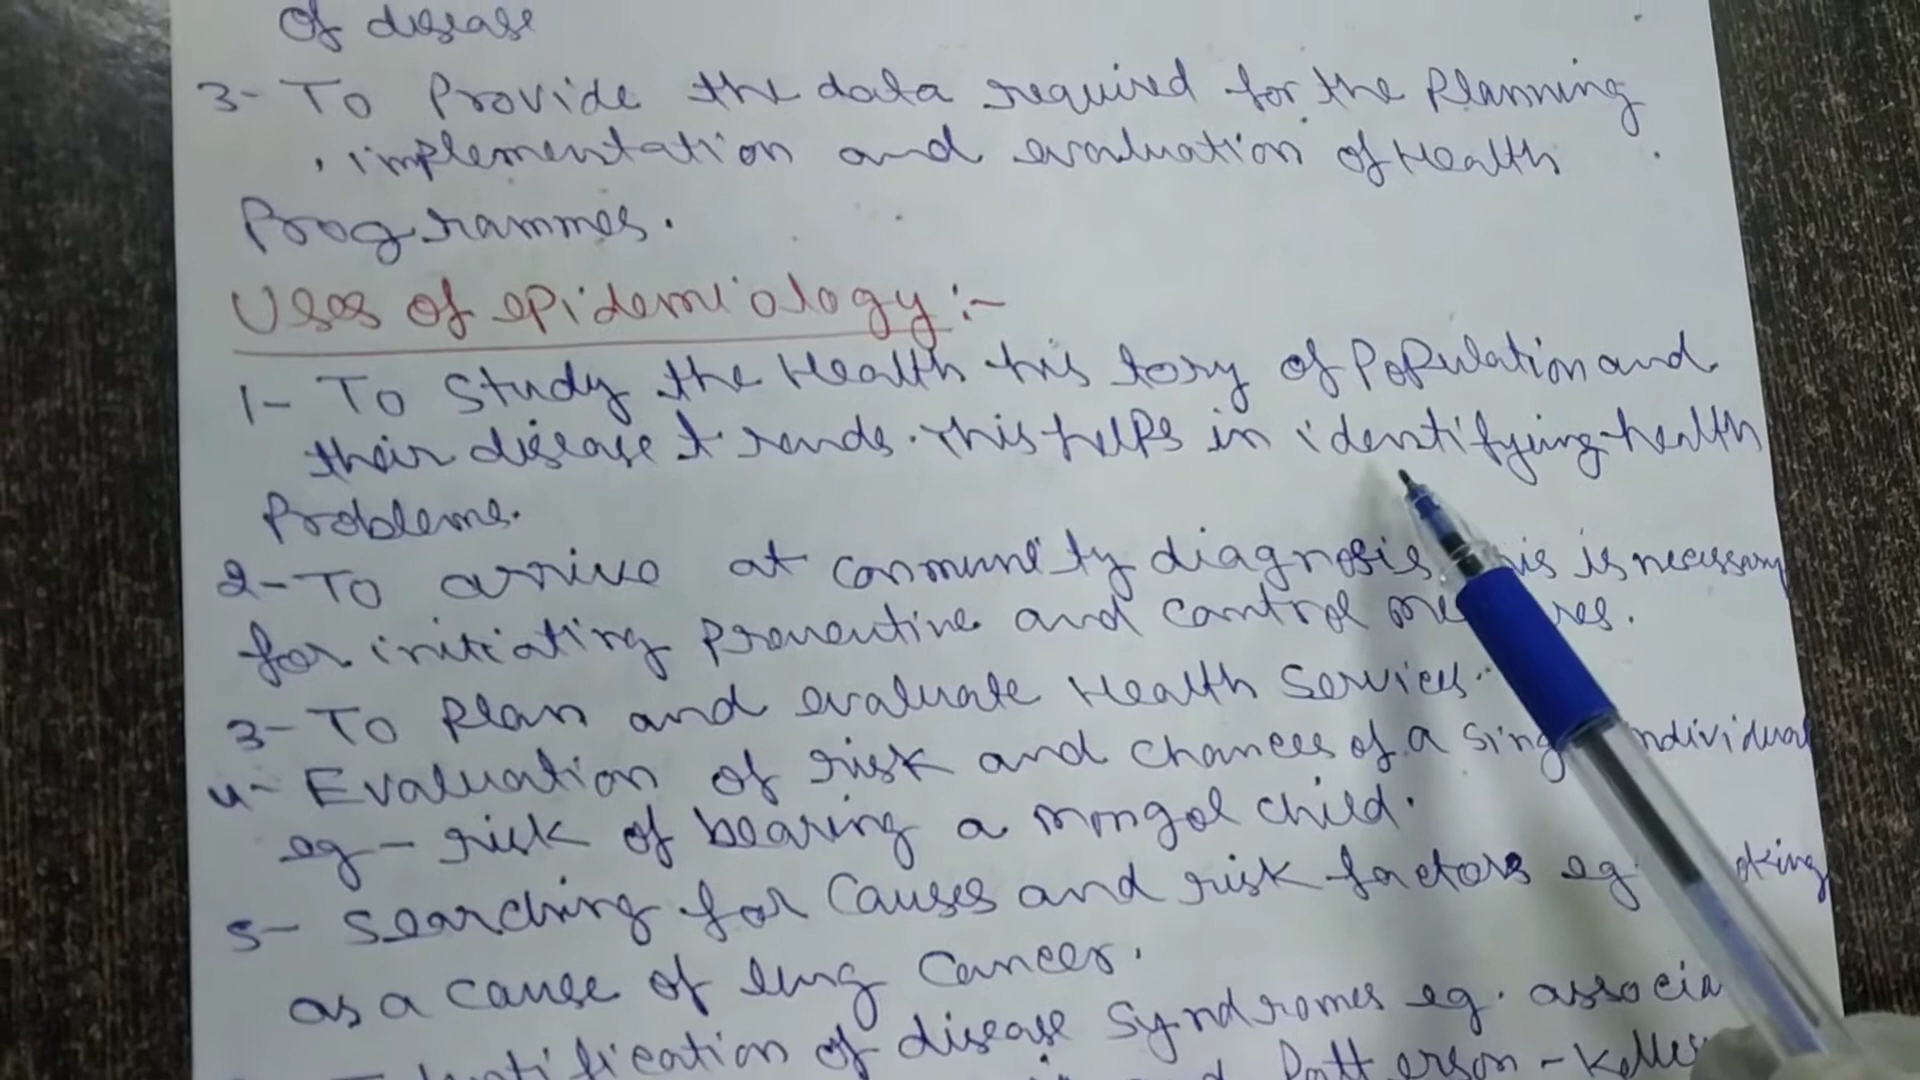 of disease
3- To Provide the data required for the Planning
, implementation and evaluation of Health
Programmes.
Uses of epidemiology:-
1- To Study the Health history of Population and
their disease trends. This helps in identifying health
Problems.
2- To arrive at community diagnosis is necessary
for initiating preventive and control
3- To Plan and evaluate Health Services.
4- Evaluation of risk and chances of a individual
eg - risk of bearing a mongol child.
5- Searching for Causes and risk factors eg.
as a cause of lung Cancer.
of disease Syndromes eg.
Patterson - Kelley